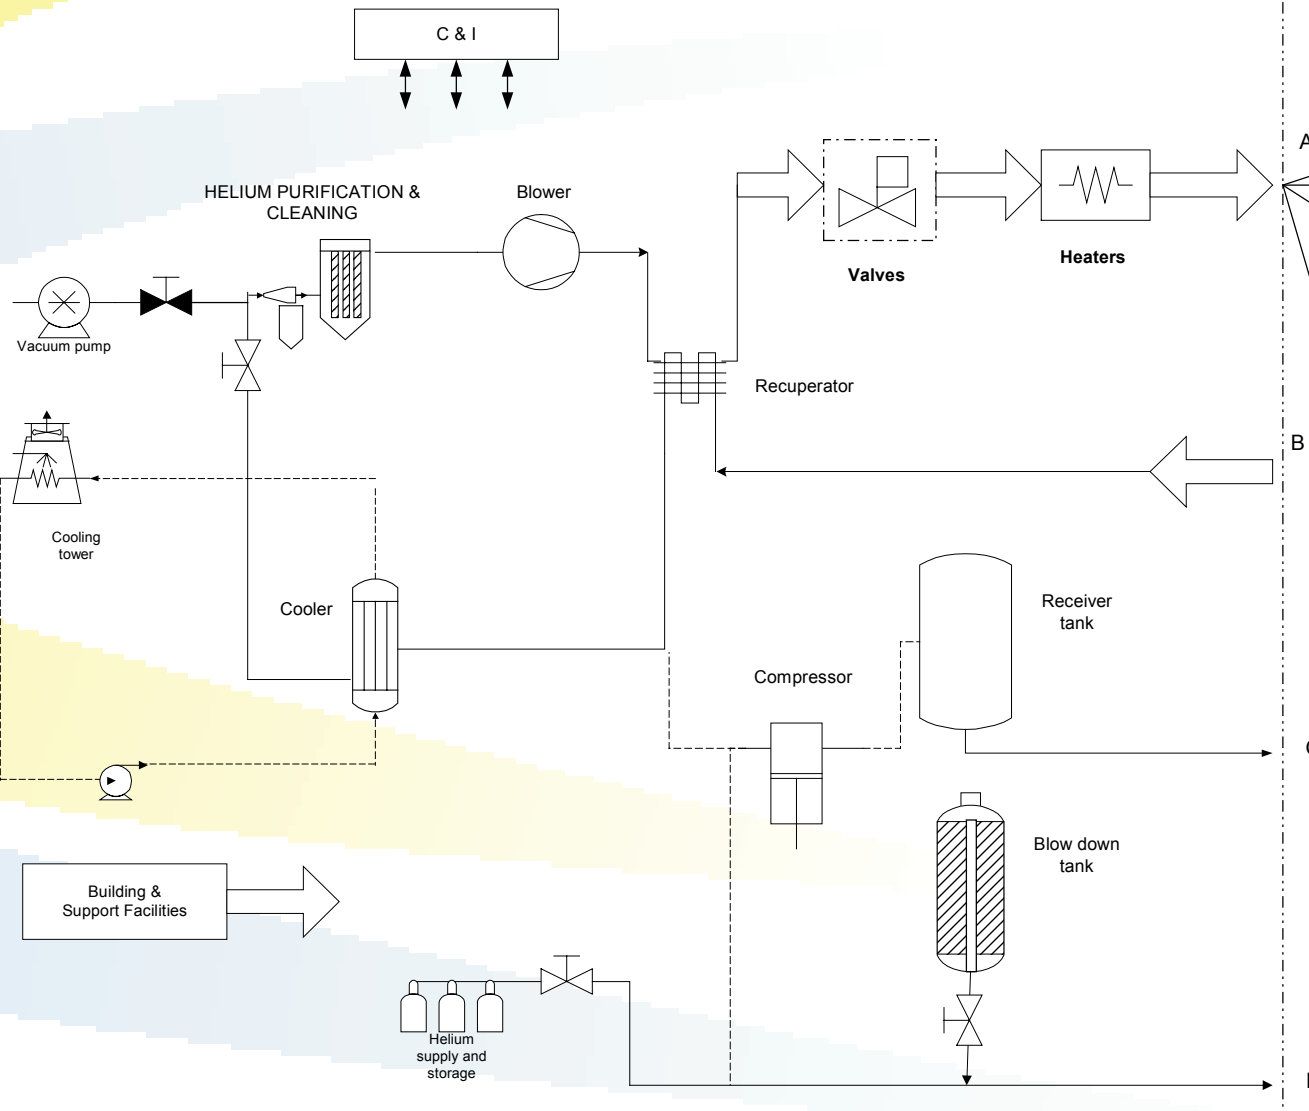 C & I
A
HELIUM PURIFICATION &
CLEANING
Blower
Valves
Heaters
Vacuum pump
Recuperator
B
Cooling
tower
Cooler
Receiver
tank
Compressor
Blow down
tank
Building &
Support Facilities
Helium
supply and
storage